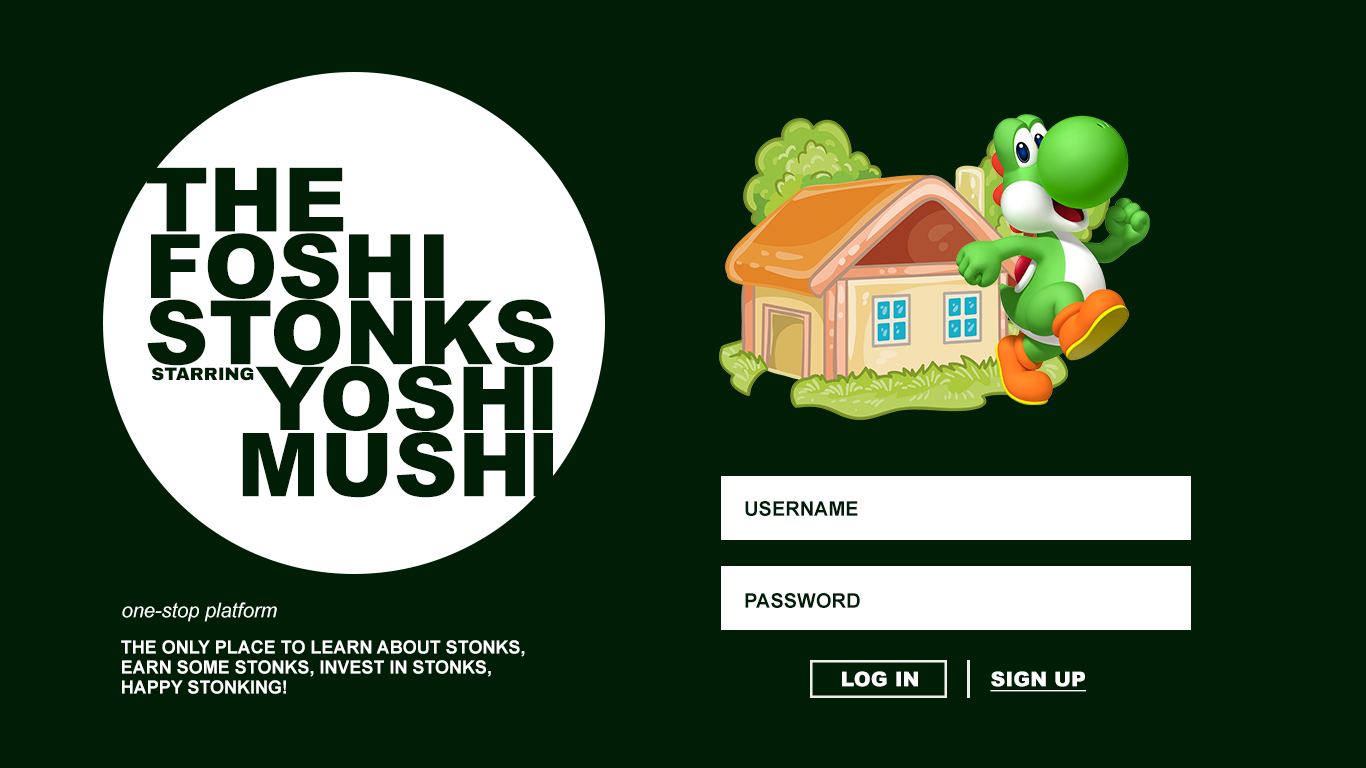 THE
FOSHI
STONKS
STARRING YOSHI
MUSHI
one-stop platform
THE ONLY PLACE TO LEARN ABOUT STONKS,
EARN SOME STONKS, INVEST IN STONKS,
HAPPY STONKING!
USERNAME
PASSWORD
LOG IN | SIGN UP